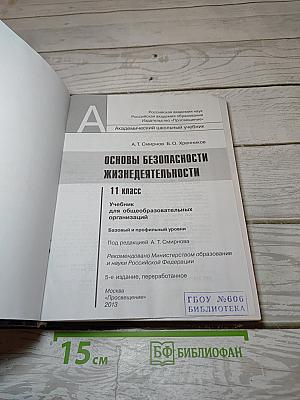 А
Российская академия наук
Российская академия образования
Издательство «Просвещение»
Академический школьный учебник
А. Т. Смирнов Б. О. Хренников
ОСНОВЫ БЕЗОПАСНОСТИ
ЖИЗНЕДЕЯТЕЛЬНОСТИ
11 класс
Учебник
для общеобразовательных
организаций
Базовый и профильный уровни
Под редакцией А. Т. Смирнова
Рекомендовано Министерством образования
и науки Российской Федерации
5-е издание, переработанное
Москва
«Просвещение»
2013
ГБОУ №606
БИБЛИОТЕКА
15 см
БФ БИБЛИОФАН